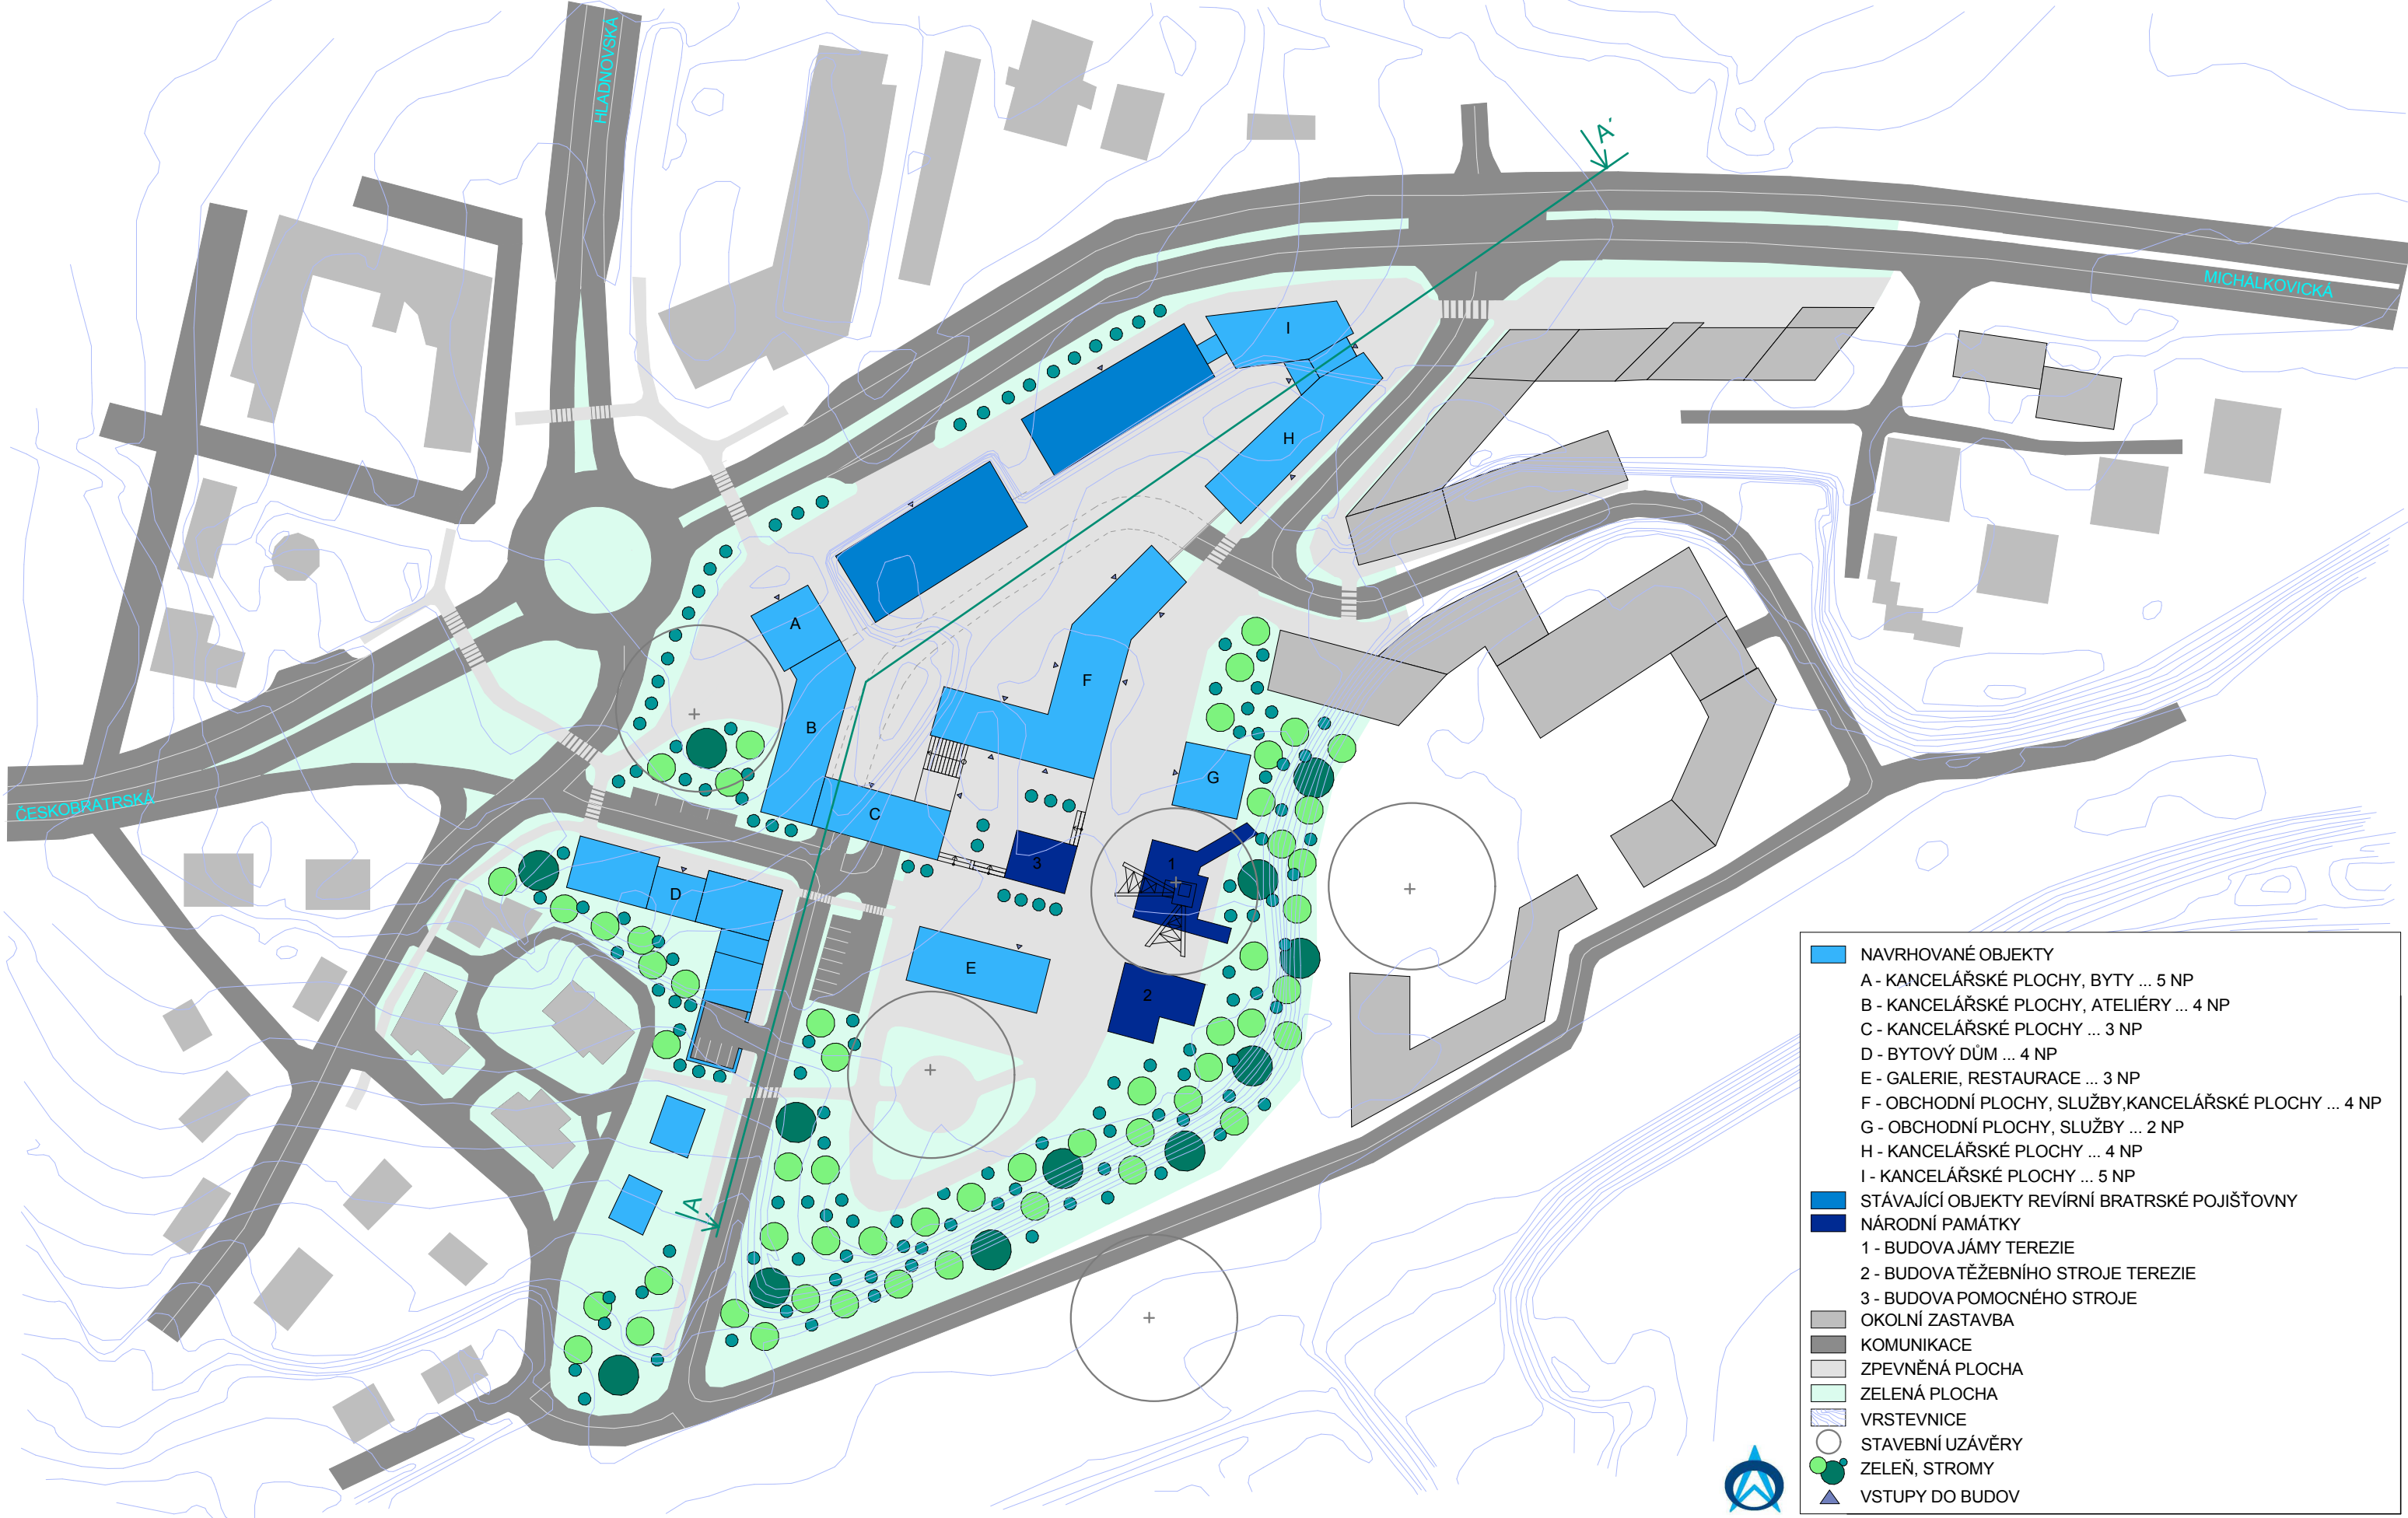 HLADNOVSKÁ
A'
MICHÁLKOVICKÁ
I
H
A
F
B
G
ČESKOBRATRSKÁ
C
3
1
D
E
2
A
NAVRHOVANÉ OBJEKTY
A - KANCELÁŘSKÉ PLOCHY, BYTY ... 5 NP
B - KANCELÁŘSKÉ PLOCHY, ATELIÉRY ... 4 NP
C - KANCELÁŘSKÉ PLOCHY ... 3 NP
D - BYTOVÝ DŮM ... 4 NP
E - GALERIE, RESTAURACE ... 3 NP
F - OBCHODNÍ PLOCHY, SLUŽBY,KANCELÁŘSKÉ PLOCHY ... 4 NP
G - OBCHODNÍ PLOCHY, SLUŽBY ... 2 NP
H - KANCELÁŘSKÉ PLOCHY ... 4 NP
I - KANCELÁŘSKÉ PLOCHY ... 5 NP
STÁVAJÍCÍ OBJEKTY REVÍRNÍ BRATRSKÉ POJIŠŤOVNY
NÁRODNÍ PAMÁTKY
1 - BUDOVA JÁMY TEREZIE
2 - BUDOVA TĚŽEBNÍHO STROJE TEREZIE
3 - BUDOVA POMOCNÉHO STROJE
OKOLNÍ ZASTAVBA
KOMUNIKACE
ZPEVNĚNÁ PLOCHA
ZELENÁ PLOCHA
VRSTEVNICE
STAVEBNÍ UZÁVĚRY
ZELEŇ, STROMY
VSTUPY DO BUDOV